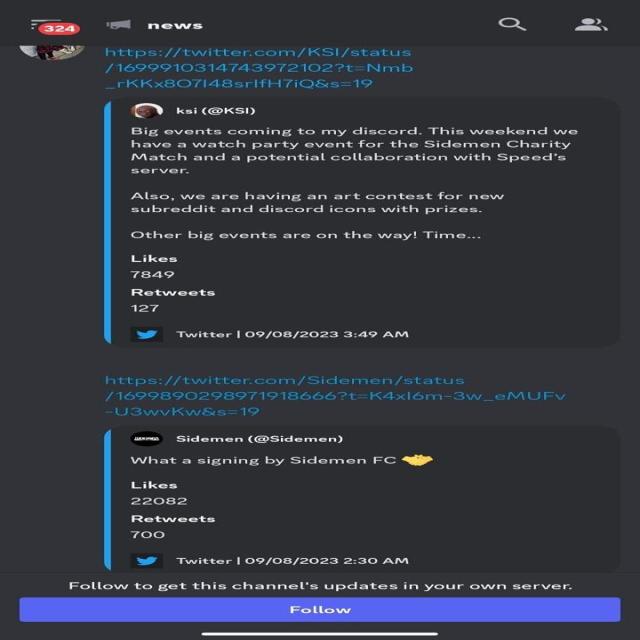 324
news
https://twitter.com/KSI/status
/1699910314743972102?t=Nmb
_rKKx8O7I48srIfH7iQ&s=19
ksi (@KSI)
Big events coming to my discord. This weekend we
have a watch party event for the Sidemen Charity
Match and a potential collaboration with Speed's
server.
Also, we are having an art contest for new
subreddit and discord icons with prizes.
Other big events are on the way! Time...
Likes
7849
Retweets
127
Twitter | 09/08/2023 3:49 AM
https://twitter.com/Sidemen/status
/1699890298971918666?t=K4xI6m-3w_eMUFv
-U3wvKw&s=19
Sidemen (@Sidemen)
What a signing by Sidemen FC
Likes
22082
Retweets
700
Twitter | 09/08/2023 2:30 AM
Follow to get this channel's updates in your own server.
Follow